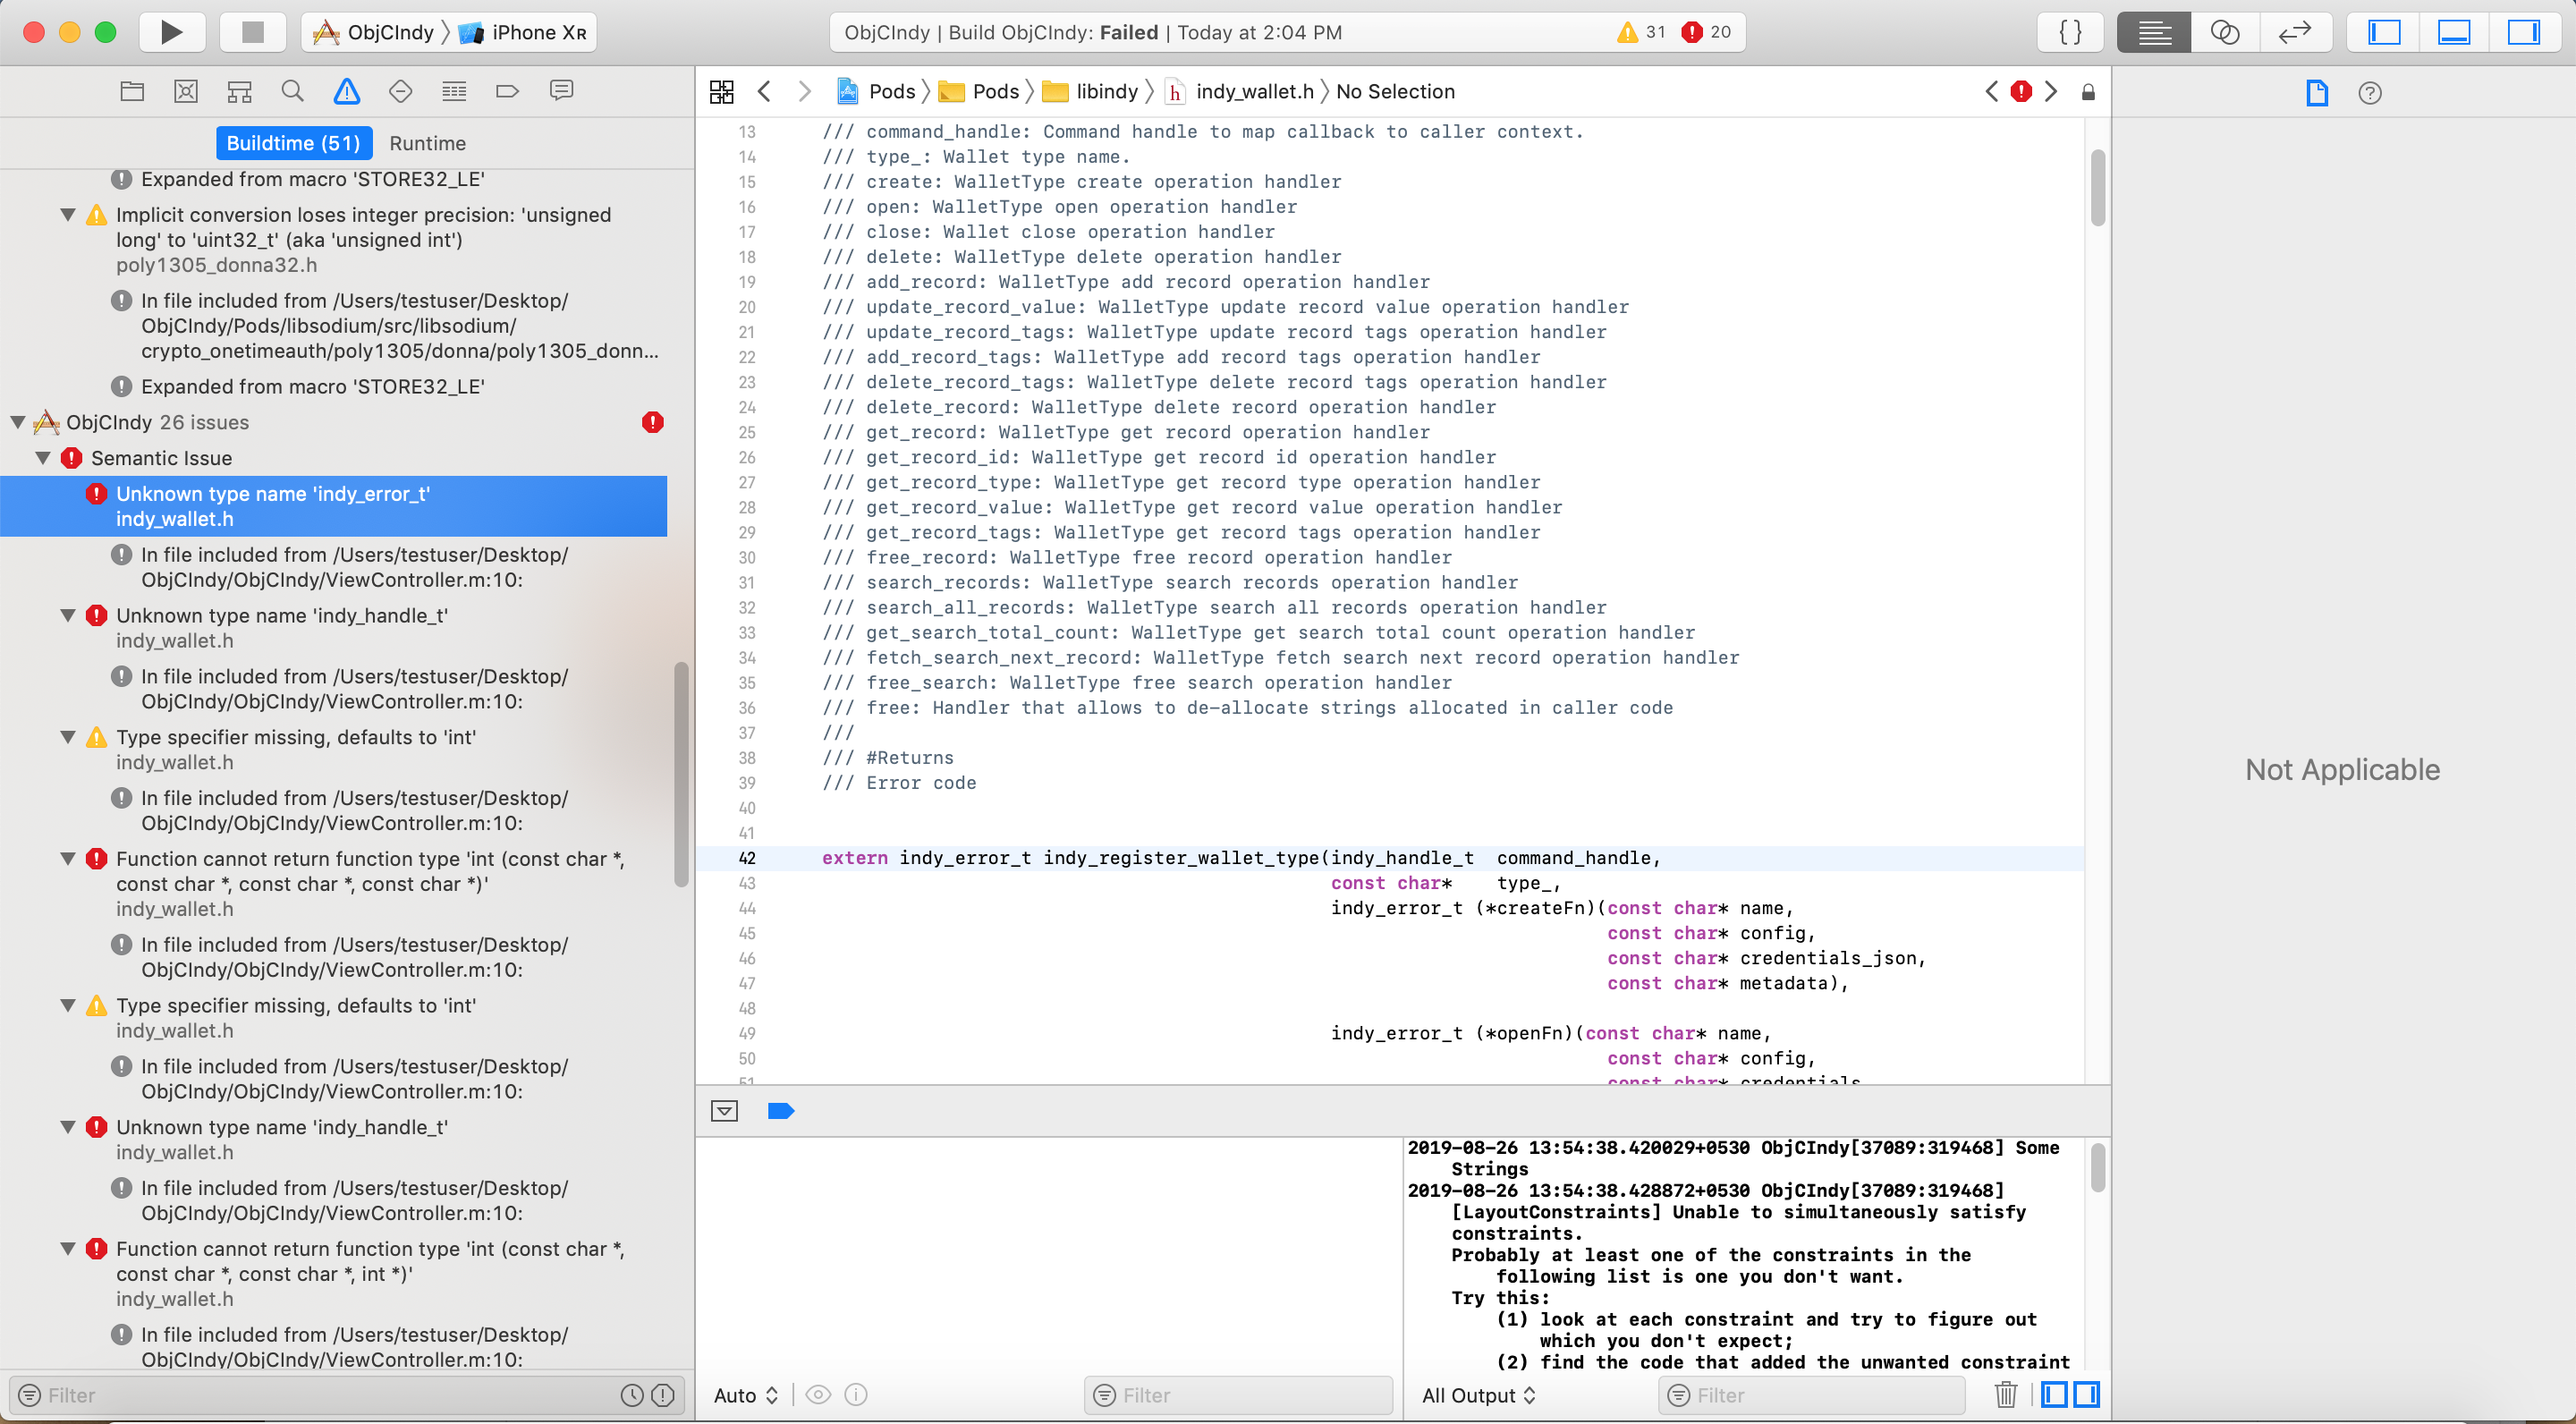 ObjCIndy iPhone XR
ObjCIndy | Build ObjCIndy: Failed | Today at 2:04 PM 31 20
Buildtime (51) Runtime
Expanded from macro 'STORE32_LE'
Implicit conversion loses integer precision: 'unsigned
long' to 'uint32_t' (aka 'unsigned int')
poly1305_donna32.h
In file included from /Users/testuser/Desktop/
ObjCIndy/Pods/libsodium/src/libsodium/
crypto_onetimeauth/poly1305/donna/poly1305_donn...
Expanded from macro 'STORE32_LE'
ObjCIndy 26 issues
Semantic Issue
Unknown type name 'indy_error_t'
indy_wallet.h
In file included from /Users/testuser/Desktop/
ObjCIndy/ObjCIndy/ViewController.m:10:
Unknown type name 'indy_handle_t'
indy_wallet.h
In file included from /Users/testuser/Desktop/
ObjCIndy/ObjCIndy/ViewController.m:10:
Type specifier missing, defaults to 'int'
indy_wallet.h
In file included from /Users/testuser/Desktop/
ObjCIndy/ObjCIndy/ViewController.m:10:
Function cannot return function type 'int (const char *,
const char *, const char *, const char *)'
indy_wallet.h
In file included from /Users/testuser/Desktop/
ObjCIndy/ObjCIndy/ViewController.m:10:
Type specifier missing, defaults to 'int'
indy_wallet.h
In file included from /Users/testuser/Desktop/
ObjCIndy/ObjCIndy/ViewController.m:10:
Unknown type name 'indy_handle_t'
indy_wallet.h
In file included from /Users/testuser/Desktop/
ObjCIndy/ObjCIndy/ViewController.m:10:
Function cannot return function type 'int (const char *,
const char *, const char *, int *)'
indy_wallet.h
In file included from /Users/testuser/Desktop/
ObjCIndy/ObjCIndy/ViewController.m:10:
Filter
Pods Pods libindy h indy_wallet.h No Selection
13 /// command_handle: Command handle to map callback to caller context.
14 /// type_: Wallet type name.
15 /// create: WalletType create operation handler
16 /// open: WalletType open operation handler
17 /// close: Wallet close operation handler
18 /// delete: WalletType delete operation handler
19 /// add_record: WalletType add record operation handler
20 /// update_record_value: WalletType update record value operation handler
21 /// update_record_tags: WalletType update record tags operation handler
22 /// add_record_tags: WalletType add record tags operation handler
23 /// delete_record_tags: WalletType delete record tags operation handler
24 /// delete_record: WalletType delete record operation handler
25 /// get_record: WalletType get record operation handler
26 /// get_record_id: WalletType get record id operation handler
27 /// get_record_type: WalletType get record type operation handler
28 /// get_record_value: WalletType get record value operation handler
29 /// get_record_tags: WalletType get record tags operation handler
30 /// free_record: WalletType free record operation handler
31 /// search_records: WalletType search records operation handler
32 /// search_all_records: WalletType search all records operation handler
33 /// get_search_total_count: WalletType get search total count operation handler
34 /// fetch_search_next_record: WalletType fetch search next record operation handler
35 /// free_search: WalletType free search operation handler
36 /// free: Handler that allows to de-allocate strings allocated in caller code
37 ///
38 /// #Returns
39 /// Error code
40
41
42 extern indy_error_t indy_register_wallet_type(indy_handle_t command_handle,
43 const char* type_,
44 indy_error_t (*createFn)(const char* name,
45 const char* config,
46 const char* credentials_json,
47 const char* metadata),
48
49 indy_error_t (*openFn)(const char* name,
50 const char* config,
51 const char* credentials
Auto Filter
2019-08-26 13:54:38.420029+0530 ObjCIndy[37089:319468] Some
Strings
2019-08-26 13:54:38.428872+0530 ObjCIndy[37089:319468]
[LayoutConstraints] Unable to simultaneously satisfy
constraints.
Probably at least one of the constraints in the
following list is one you don't want.
Try this:
(1) look at each constraint and try to figure out
which you don't expect;
(2) find the code that added the unwanted constraint
All Output Filter
Not Applicable